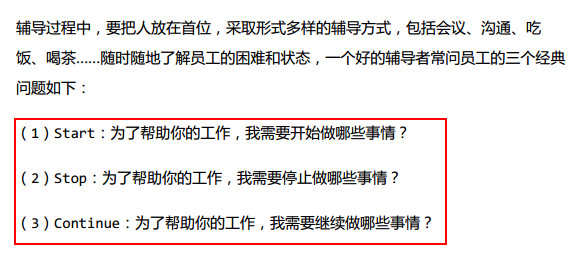 辅导过程中，要把人放在首位，采取形式多样的辅导方式，包括会议、沟通、吃
饭、喝茶......随时随地了解员工的困难和状态，一个好的辅导者常问员工的三个经典
问题如下：
（1）Start：为了帮助你的工作，我需要开始做哪些事情？
（2）Stop：为了帮助你的工作，我需要停止做哪些事情？
（3）Continue：为了帮助你的工作，我需要继续做哪些事情？